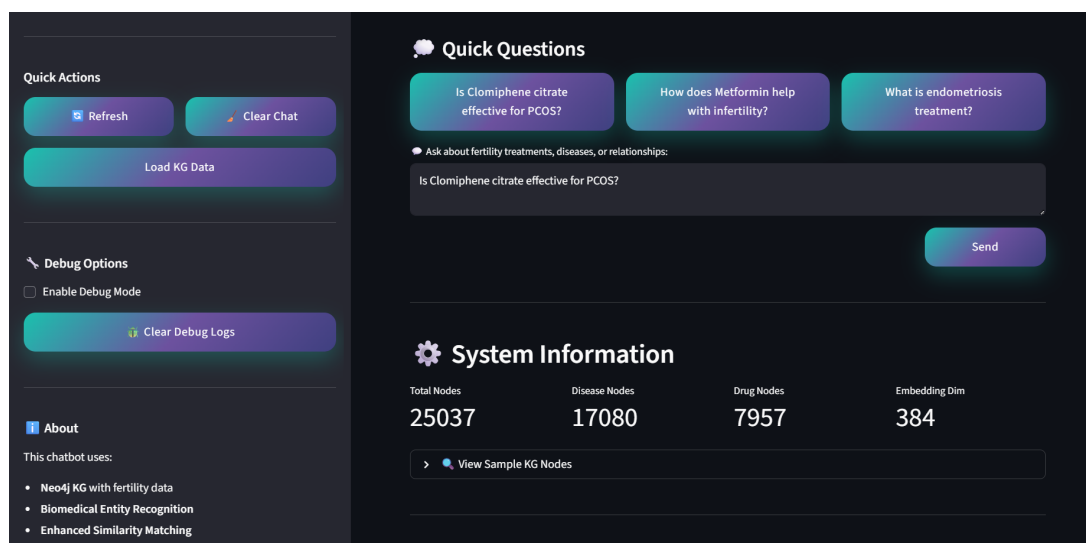 Quick Actions
Refresh
Clear Chat
Load KG Data
Debug Options
Enable Debug Mode
Clear Debug Logs
About
This chatbot uses:
• Neo4j KG with fertility data
• Biomedical Entity Recognition
• Enhanced Similarity Matching
Quick Questions
Is Clomiphene citrate
effective for PCOS?
How does Metformin help
with infertility?
What is endometriosis
treatment?
Ask about fertility treatments, diseases, or relationships:
Is Clomiphene citrate effective for PCOS?
Send
System Information
Total Nodes
25037
Disease Nodes
17080
Drug Nodes
7957
Embedding Dim
384
View Sample KG Nodes